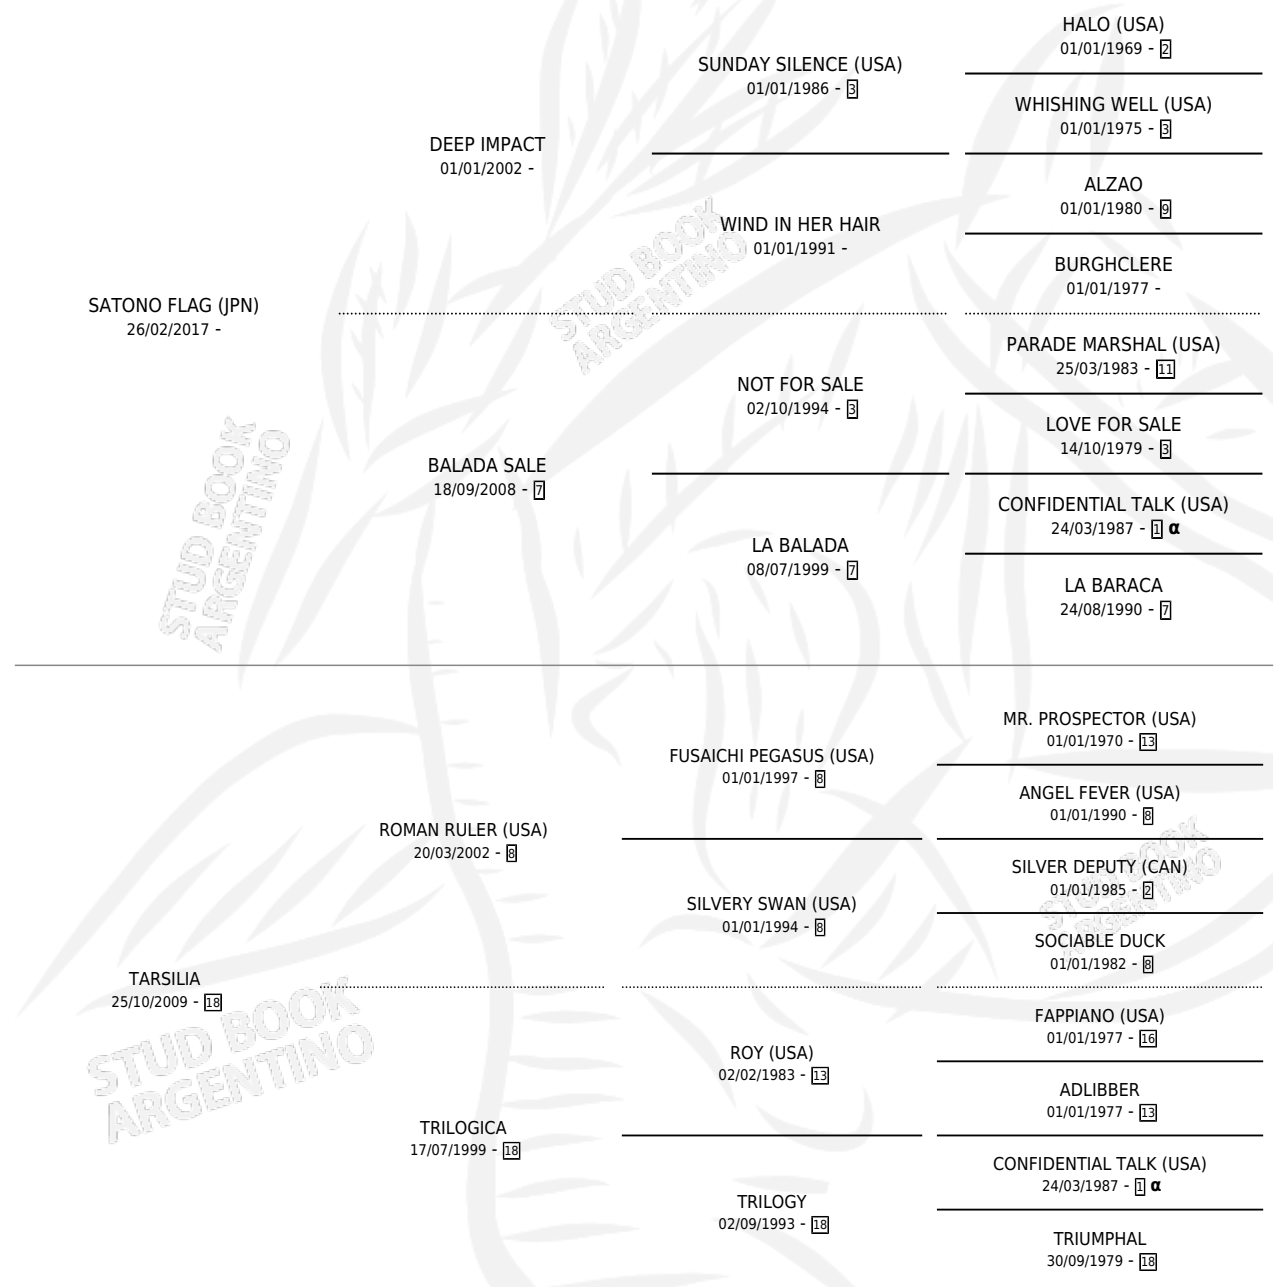 HALO (USA)
01/01/1969 - 2
SUNDAY SILENCE (USA)
01/01/1986 - 3
WHISHING WELL (USA)
01/01/1975 - 3
DEEP IMPACT
01/01/2002 -
ALZAO
01/01/1980 - 9
WIND IN HER HAIR
01/01/1991 -
BURGHCLERE
01/01/1977 -
SATONO FLAG (JPN)
26/02/2017 -
PARADE MARSHAL (USA)
25/03/1983 - 11
NOT FOR SALE
02/10/1994 - 3
LOVE FOR SALE
14/10/1979 - 3
BALADA SALE
18/09/2008 - 7
CONFIDENTIAL TALK (USA)
24/03/1987 - 1 α
LA BALADA
08/07/1999 - 7
LA BARACA
24/08/1990 - 7
MR. PROSPECTOR (USA)
01/01/1970 - 13
FUSAICHI PEGASUS (USA)
01/01/1997 - 8
ANGEL FEVER (USA)
01/01/1990 - 8
ROMAN RULER (USA)
20/03/2002 - 8
SILVER DEPUTY (CAN)
01/01/1985 - 2
SILVERY SWAN (USA)
01/01/1994 - 8
SOCIABLE DUCK
01/01/1982 - 8
TARSILIA
25/10/2009 - 18
FAPPIANO (USA)
01/01/1977 - 16
ROY (USA)
02/02/1983 - 13
ADLIBBER
01/01/1977 - 13
TRILOGICA
17/07/1999 - 18
CONFIDENTIAL TALK (USA)
24/03/1987 - 1 α
TRILOGY
02/09/1993 - 18
TRIUMPHAL
30/09/1979 - 18
STUD BOOK
ARGENTINO
STUD BOOK
ARGENTINO
STUD BOOK
ARGENTINO
STUD BOOK
ARGENTINO